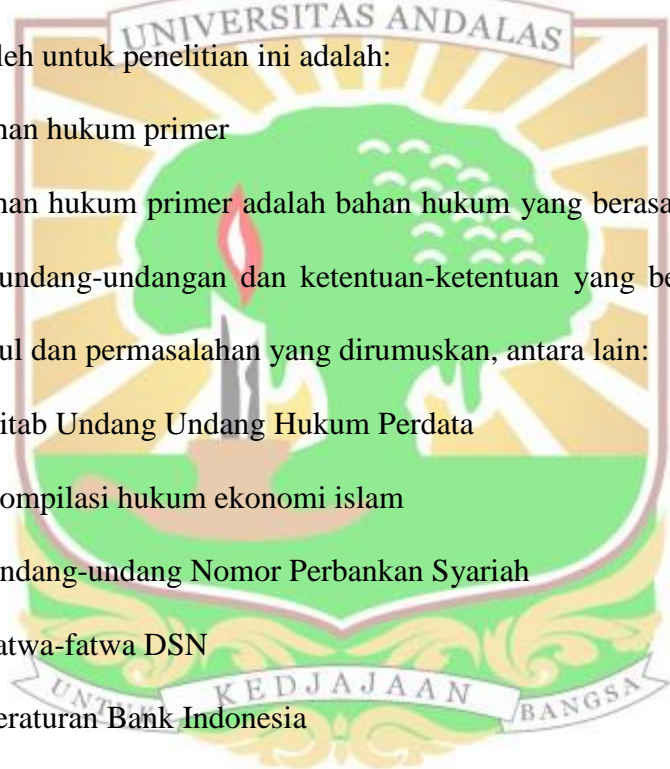 UNIVERSITAS ANDALAS
leh untuk penelitian ini adalah:
han hukum primer
han hukum primer adalah bahan hukum yang berasa
undang-undangan dan ketentuan-ketentuan yang be
ul dan permasalahan yang dirumuskan, antara lain:
itab Undang Undang Hukum Perdata
ompilasi hukum ekonomi islam
ndang-undang Nomor Perbankan Syariah
atwa-fatwa DSN
UNTUK KEDJAJAAN BANGSA
eraturan Bank Indonesia